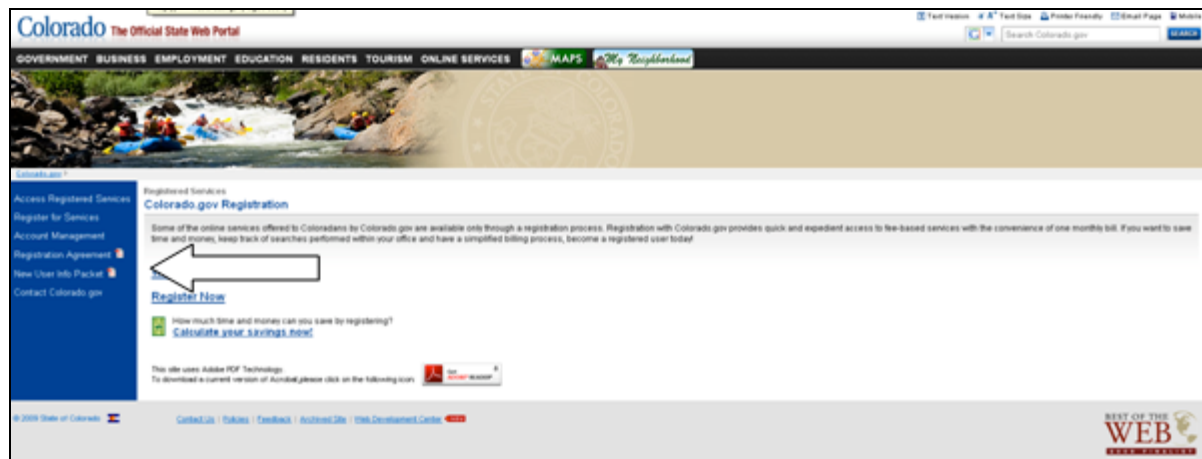 Colorado The Official State Web Portal
Text Version A A+ Text Size Printer Friendly Email Page Mobile
Search Colorado.gov SEARCH
GOVERNMENT BUSINESS EMPLOYMENT EDUCATION RESIDENTS TOURISM ONLINE SERVICES MAPS My Neighborhood
STATE COLORADO
Colorado.gov >
Access Registered Services
Register for Services
Account Management
Registration Agreement
New User Info Packet
Contact Colorado.gov
Registered Services
Colorado.gov Registration
Some of the online services offered to Coloradans by Colorado.gov are available only through a registration process. Registration with Colorado.gov provides quick and expedient access to fee-based services with the convenience of one monthly bill. If you want to save
time and money, keep track of searches performed within your office and have a simplified billing process, become a registered user today!
Register Now
How much time and money can you save by registering?
Calculate your savings now!
This site uses Adobe PDF Technology.
To download a current version of Acrobat please click on the following icon:
Get ADOBE READER
© 2009 State of Colorado
Contact Us | Policies | Feedback | Archived Site | Web Development Center
BEST OF THE
WEB